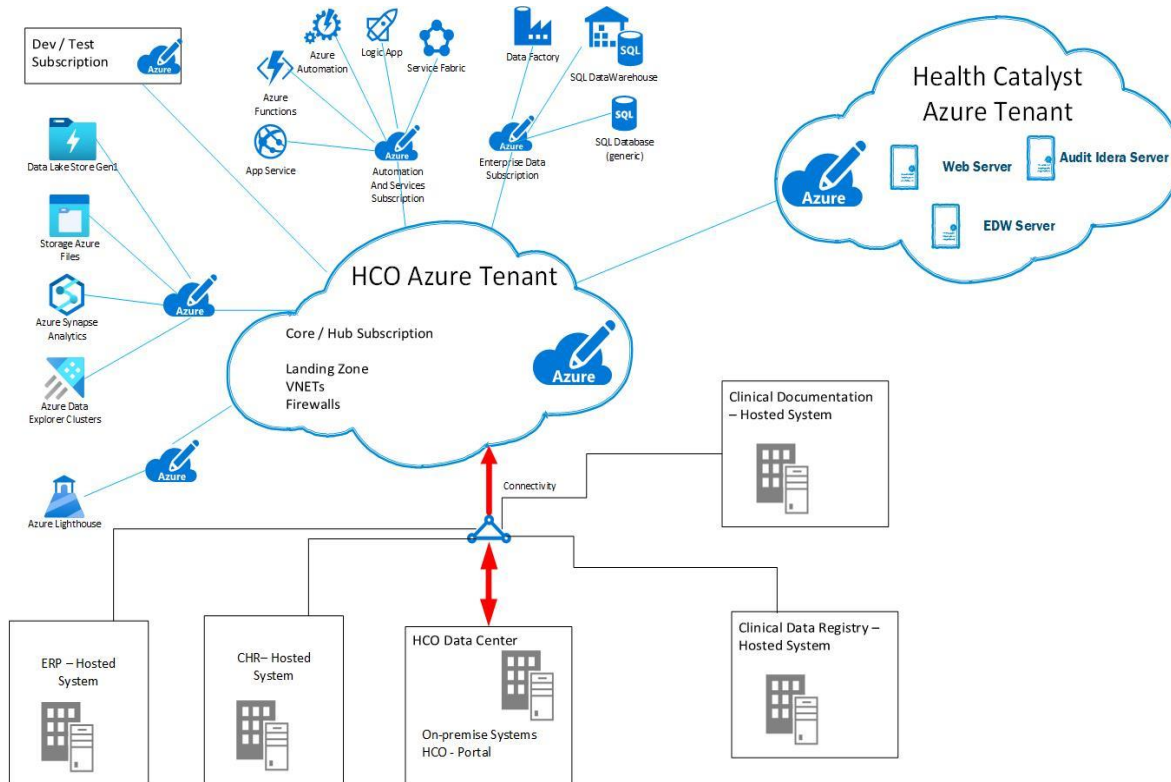 Dev / Test
Subscription
Azure
Azure
Automation
Logic App
Service Fabric
Azure
Functions
App Service
Azure
Automation
And Services
Subscription
Data Factory
SQL
SQL DataWarehouse
Azure
Enterprise Data
Subscription
SQL
SQL Database
(generic)
Health Catalyst
Azure Tenant
Azure
Web Server
Audit Idera Server
EDW Server
Data Lake Store Gen1
Storage Azure
Files
Azure Synapse
Analytics
Azure Data
Explorer Clusters
Azure
Azure
Azure Lighthouse
HCO Azure Tenant
Core / Hub Subscription
Landing Zone
VNETs
Firewalls
Azure
Connectivity
Clinical Documentation
– Hosted System
ERP – Hosted
System
CHR– Hosted
System
HCO Data Center
On-premise Systems
HCO - Portal
Clinical Data Registry –
Hosted System